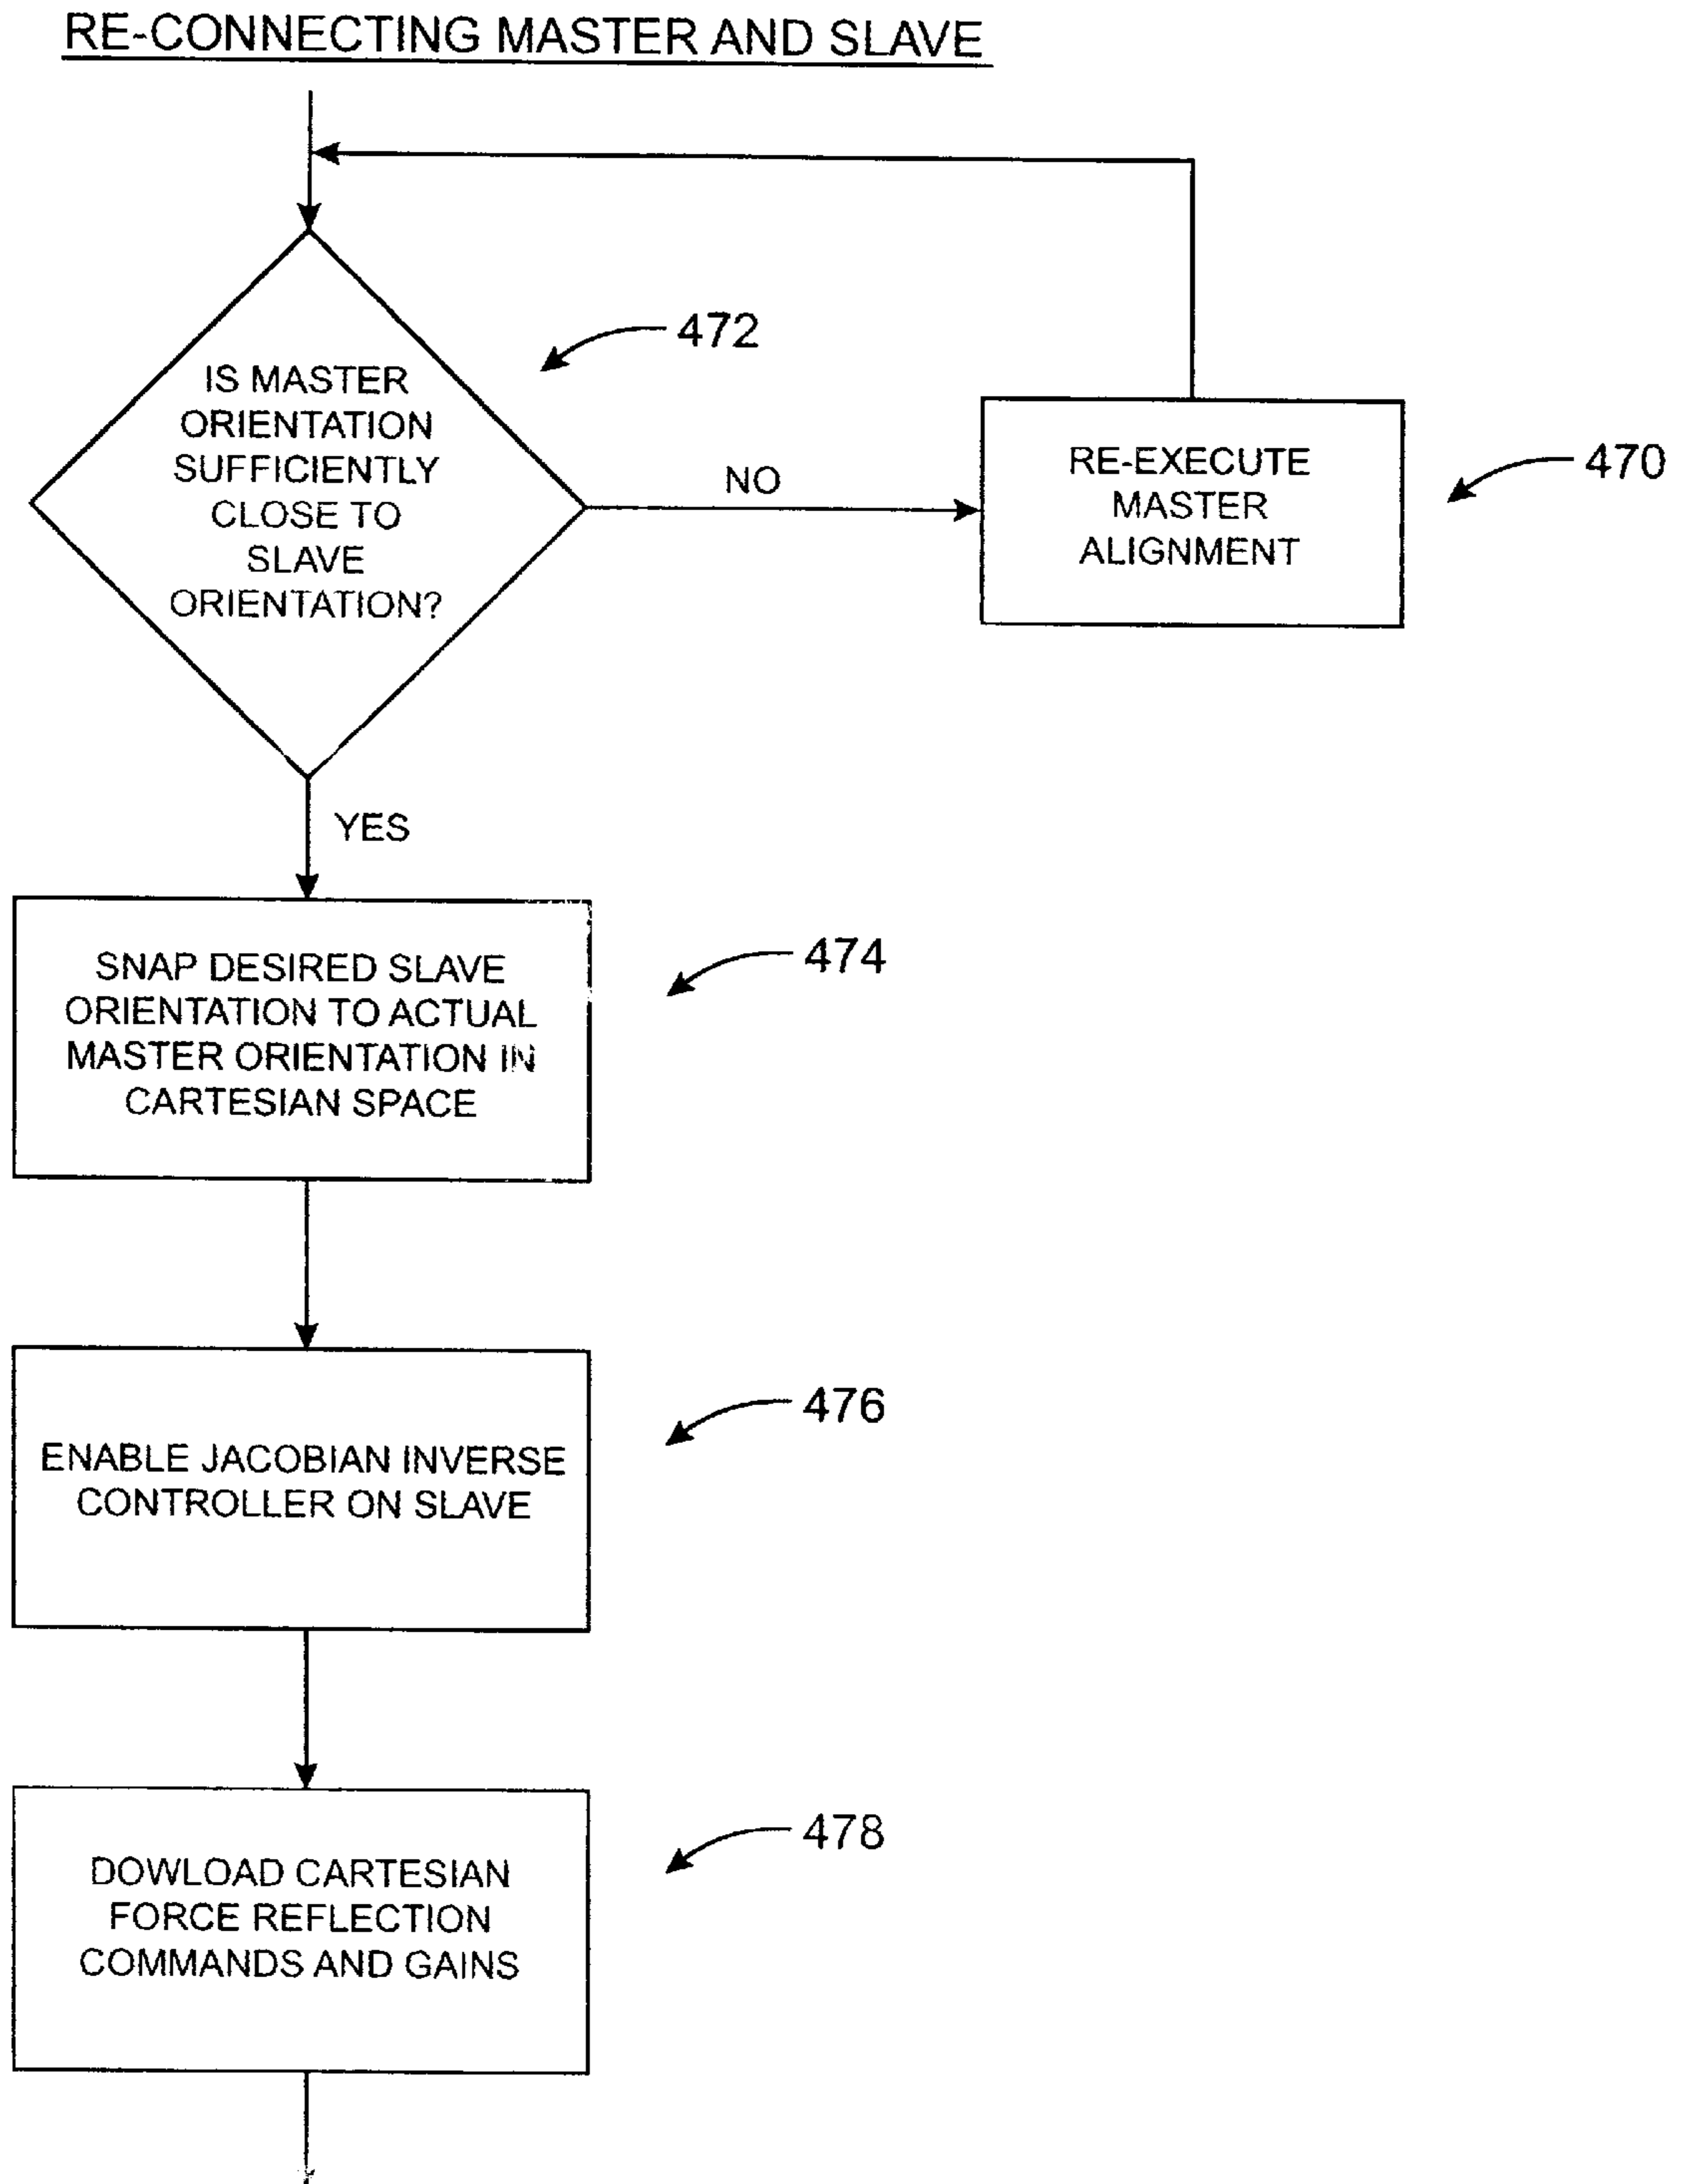 RE-CONNECTING MASTER AND SLAVE
472
IS MASTER
ORIENTATION
SUFFICIENTLY
CLOSE TO
SLAVE
ORIENTATION?
NO
RE-EXECUTE
MASTER
ALIGNMENT
470
YES
SNAP DESIRED SLAVE
ORIENTATION TO ACTUAL
MASTER ORIENTATION IN
CARTESIAN SPACE
474
ENABLE JACOBIAN INVERSE
CONTROLLER ON SLAVE
476
DOWLOAD CARTESIAN
FORCE REFLECTION
COMMANDS AND GAINS
478